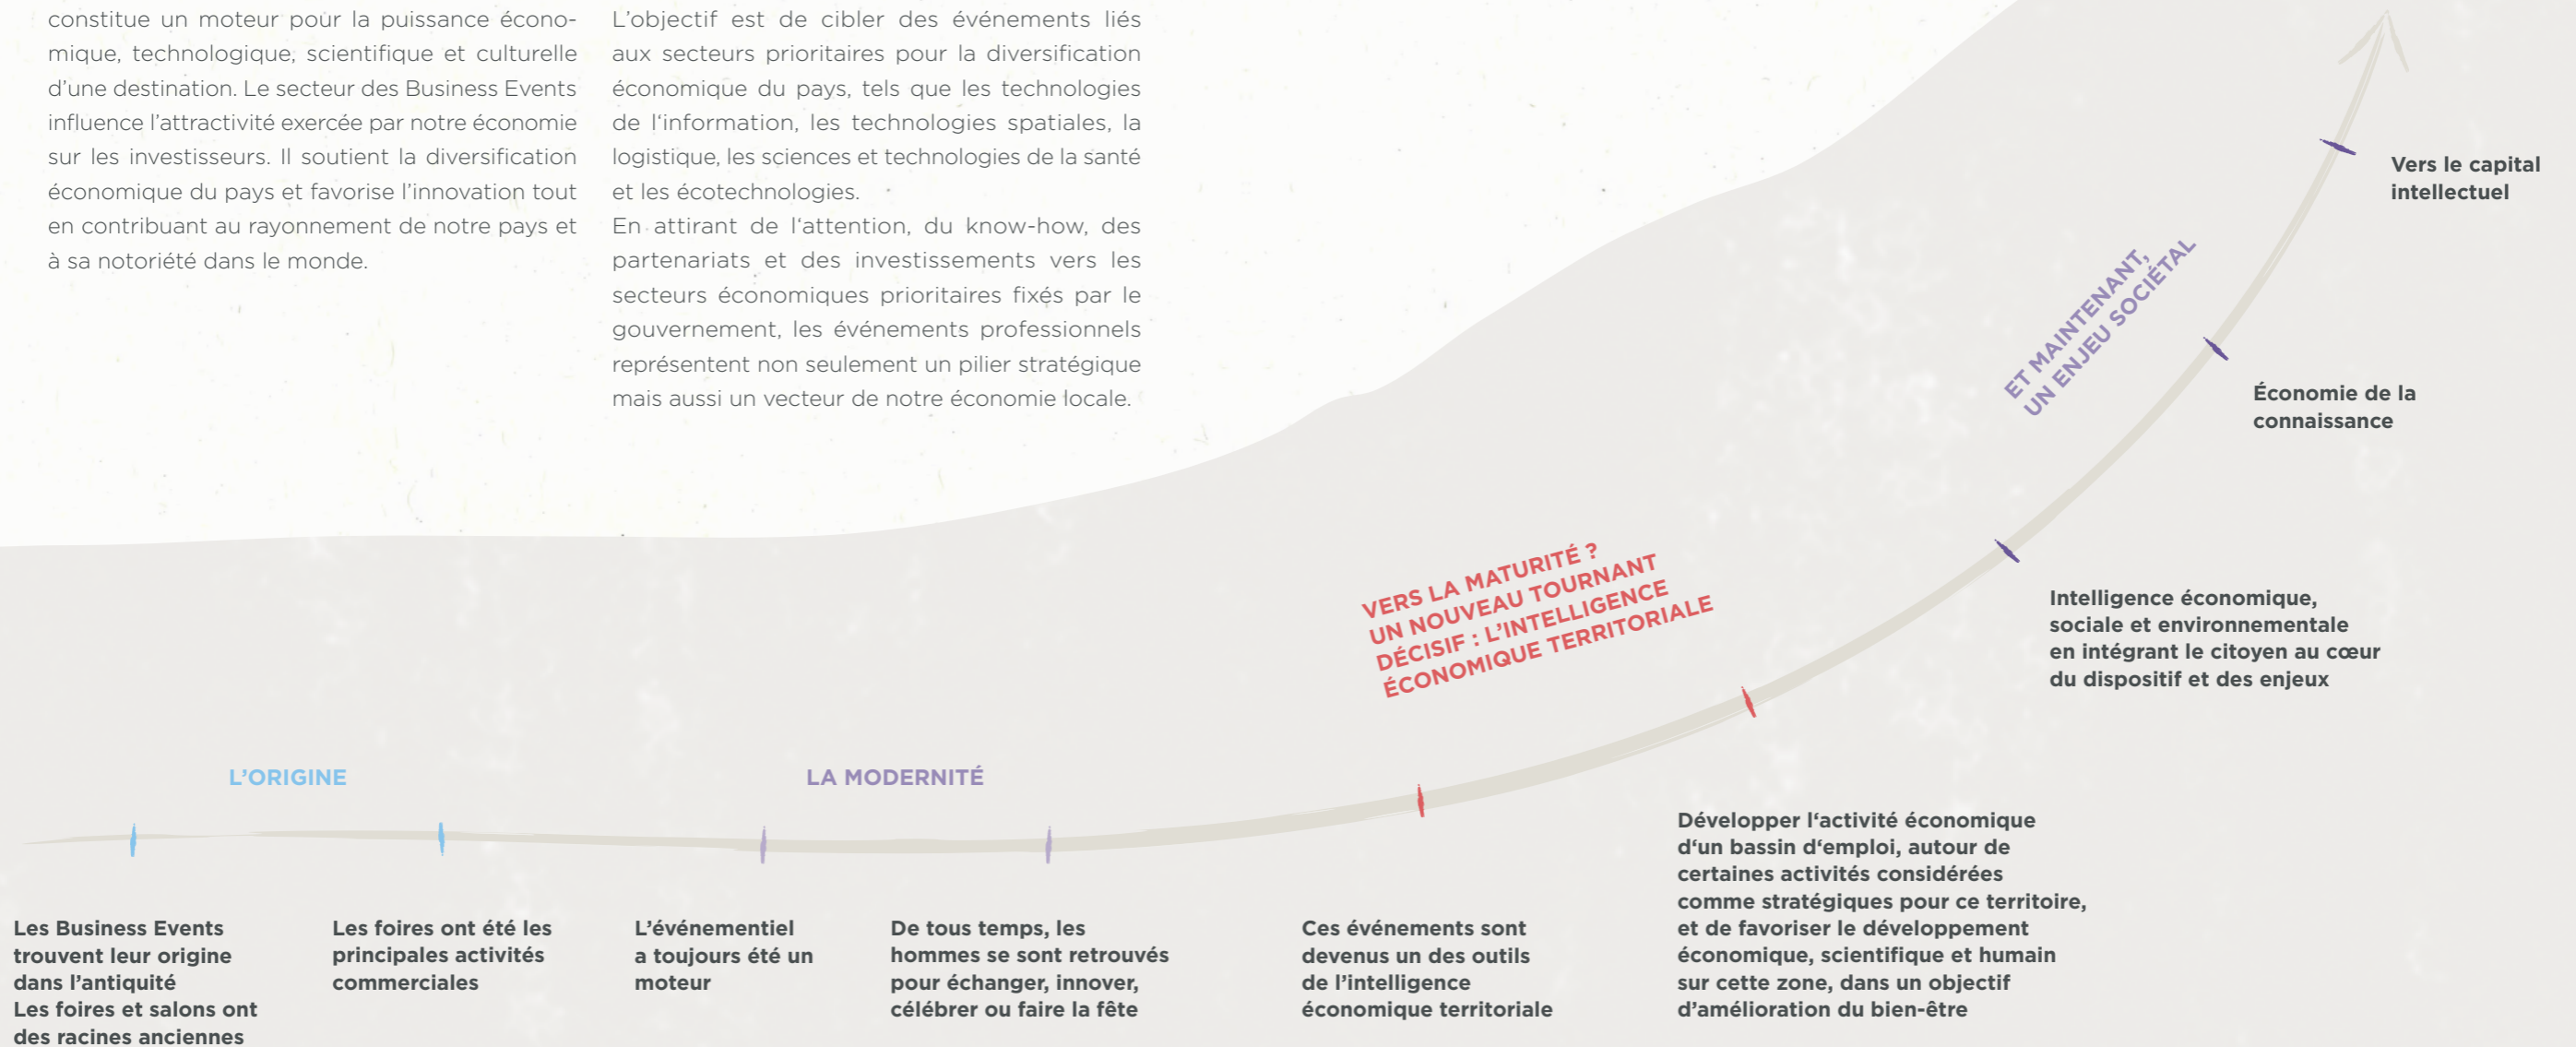 constitue un moteur pour la puissance écono-
mique, technologique, scientifique et culturelle
d’une destination. Le secteur des Business Events
influence l’attractivité exercée par notre économie
sur les investisseurs. Il soutient la diversification
économique du pays et favorise l’innovation tout
en contribuant au rayonnement de notre pays et
à sa notoriété dans le monde.
L’objectif est de cibler des événements liés
aux secteurs prioritaires pour la diversification
économique du pays, tels que les technologies
de l‘information, les technologies spatiales, la
logistique, les sciences et technologies de la santé
et les écotechnologies.
En attirant de l‘attention, du know-how, des
partenariats et des investissements vers les
secteurs économiques prioritaires fixés par le
gouvernement, les événements professionnels
représentent non seulement un pilier stratégique
mais aussi un vecteur de notre économie locale.
L’ORIGINE
Les Business Events
trouvent leur origine
dans l’antiquité
Les foires et salons ont
des racines anciennes
Les foires ont été les
principales activités
commerciales
LA MODERNITÉ
L’événementiel
a toujours été un
moteur
De tous temps, les
hommes se sont retrouvés
pour échanger, innover,
célébrer ou faire la fête
VERS LA MATURITÉ ?
UN NOUVEAU TOURNANT
DÉCISIF : L’INTELLIGENCE
ÉCONOMIQUE TERRITORIALE
Ces événements sont
devenus un des outils
de l’intelligence
économique territoriale
Développer l‘activité économique
d‘un bassin d‘emploi, autour de
certaines activités considérées
comme stratégiques pour ce territoire,
et de favoriser le développement
économique, scientifique et humain
sur cette zone, dans un objectif
d’amélioration du bien-être
ET MAINTENANT,
UN ENJEU SOCIÉTAL
Intelligence économique,
sociale et environnementale
en intégrant le citoyen au cœur
du dispositif et des enjeux
Économie de la
connaissance
Vers le capital
intellectuel